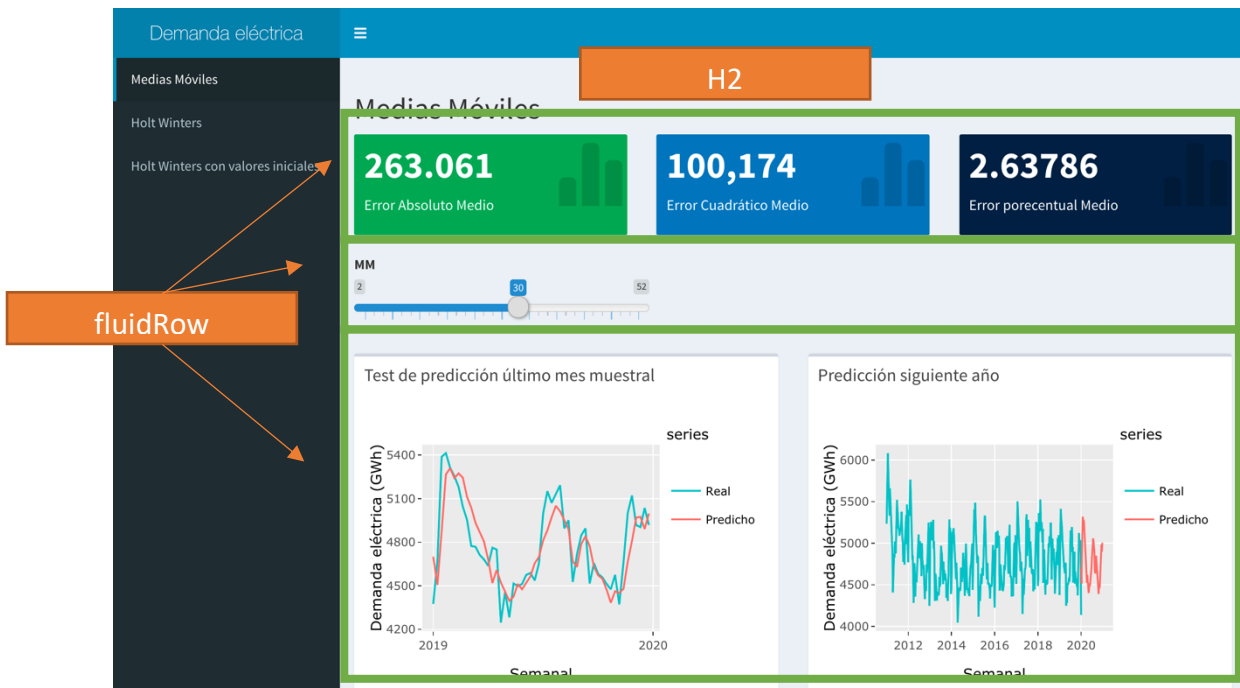 Demanda eléctrica
H2
Medias Móviles
Holt Winters
Holt Winters con valores iniciales
fluidRow
Medias Móviles
263.061
Error Absoluto Medio
100,174
Error Cuadrático Medio
2.63786
Error porecentual Medio
MM
2
30
52
Test de predicción último mes muestral
series
Demanda eléctrica (GWh)
5400
5100
4800
4500
4200
Real
Predicho
2019
2020
Semanal
Predicción siguiente año
series
Demanda eléctrica (GWh)
6000
5500
5000
4500
4000
Real
Predicho
2012 2014 2016 2018 2020
Semanal